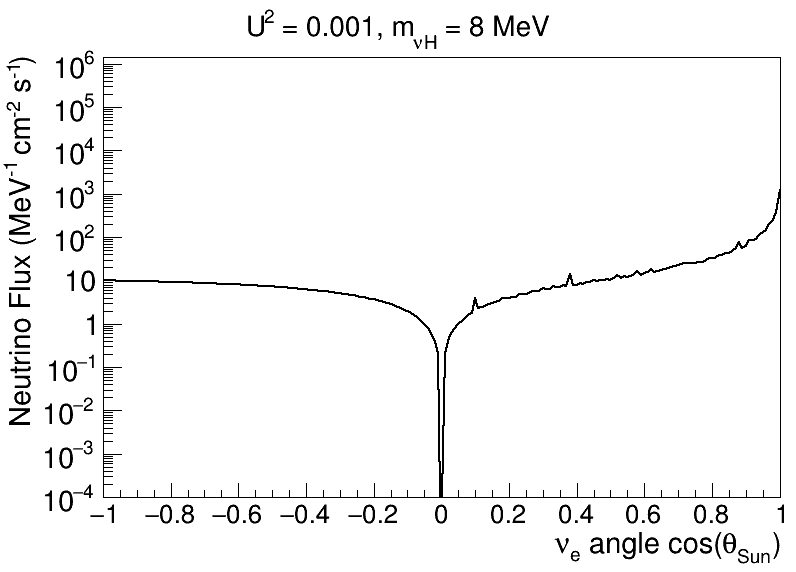 U² = 0.001, m_νH = 8 MeV
Neutrino Flux (MeV⁻¹ cm⁻² s⁻¹)
10⁶
10⁵
10⁴
10³
10²
10
1
10⁻¹
10⁻²
10⁻³
10⁻⁴
−1 −0.8 −0.6 −0.4 −0.2 0 0.2 0.4 0.6 0.8 1
ν_e angle cos(θ_Sun)